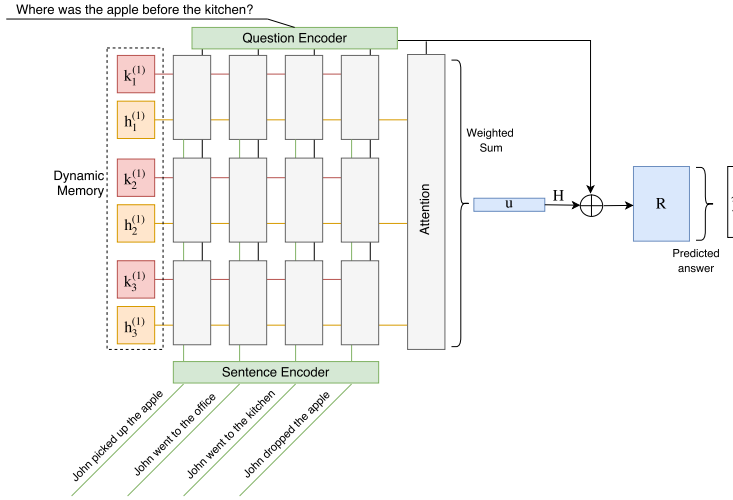 Where was the apple before the kitchen?
Question Encoder
k₁⁽¹⁾
h₁⁽¹⁾
Dynamic
Memory
k₂⁽¹⁾
h₂⁽¹⁾
k₃⁽¹⁾
h₃⁽¹⁾
Attention
Weighted
Sum
u
H
R
Predicted
answer
Sentence Encoder
John picked up the apple
John went to the office
John went to the kitchen
John dropped the apple